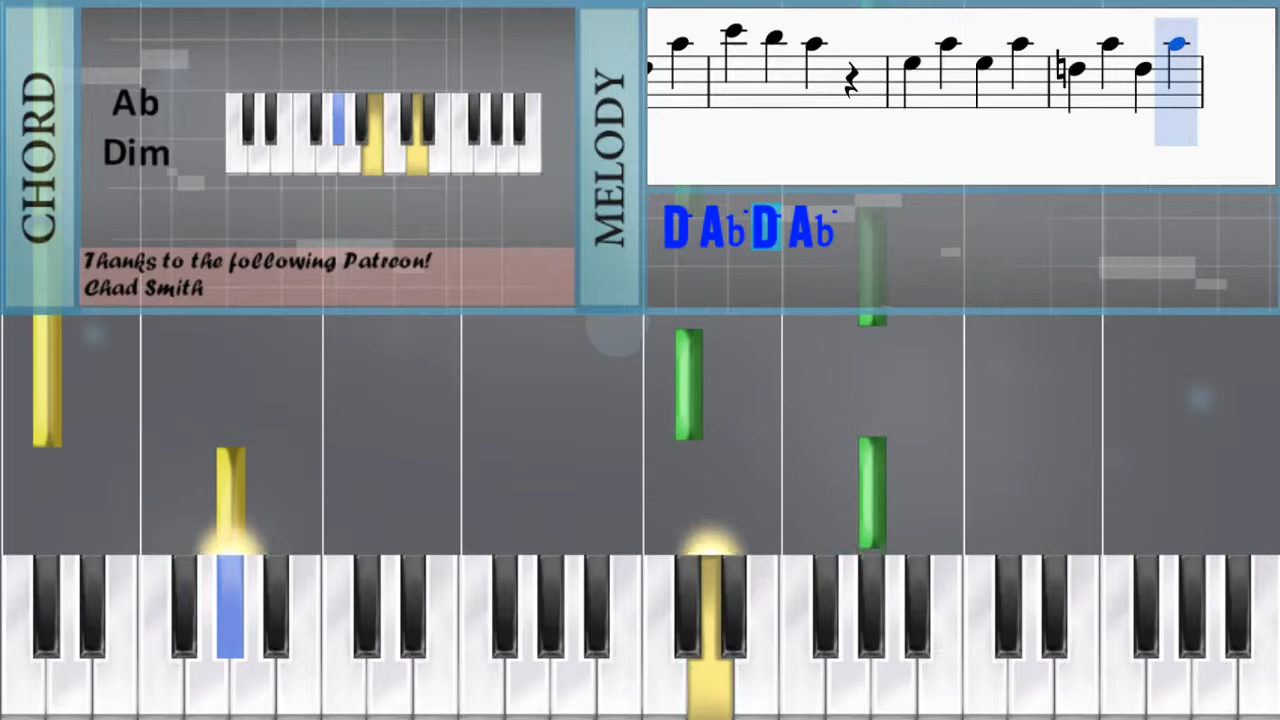 CHORD
Ab
Dim
Thanks to the following Patreon!
Chad Smith
MELODY
D Ab D Ab